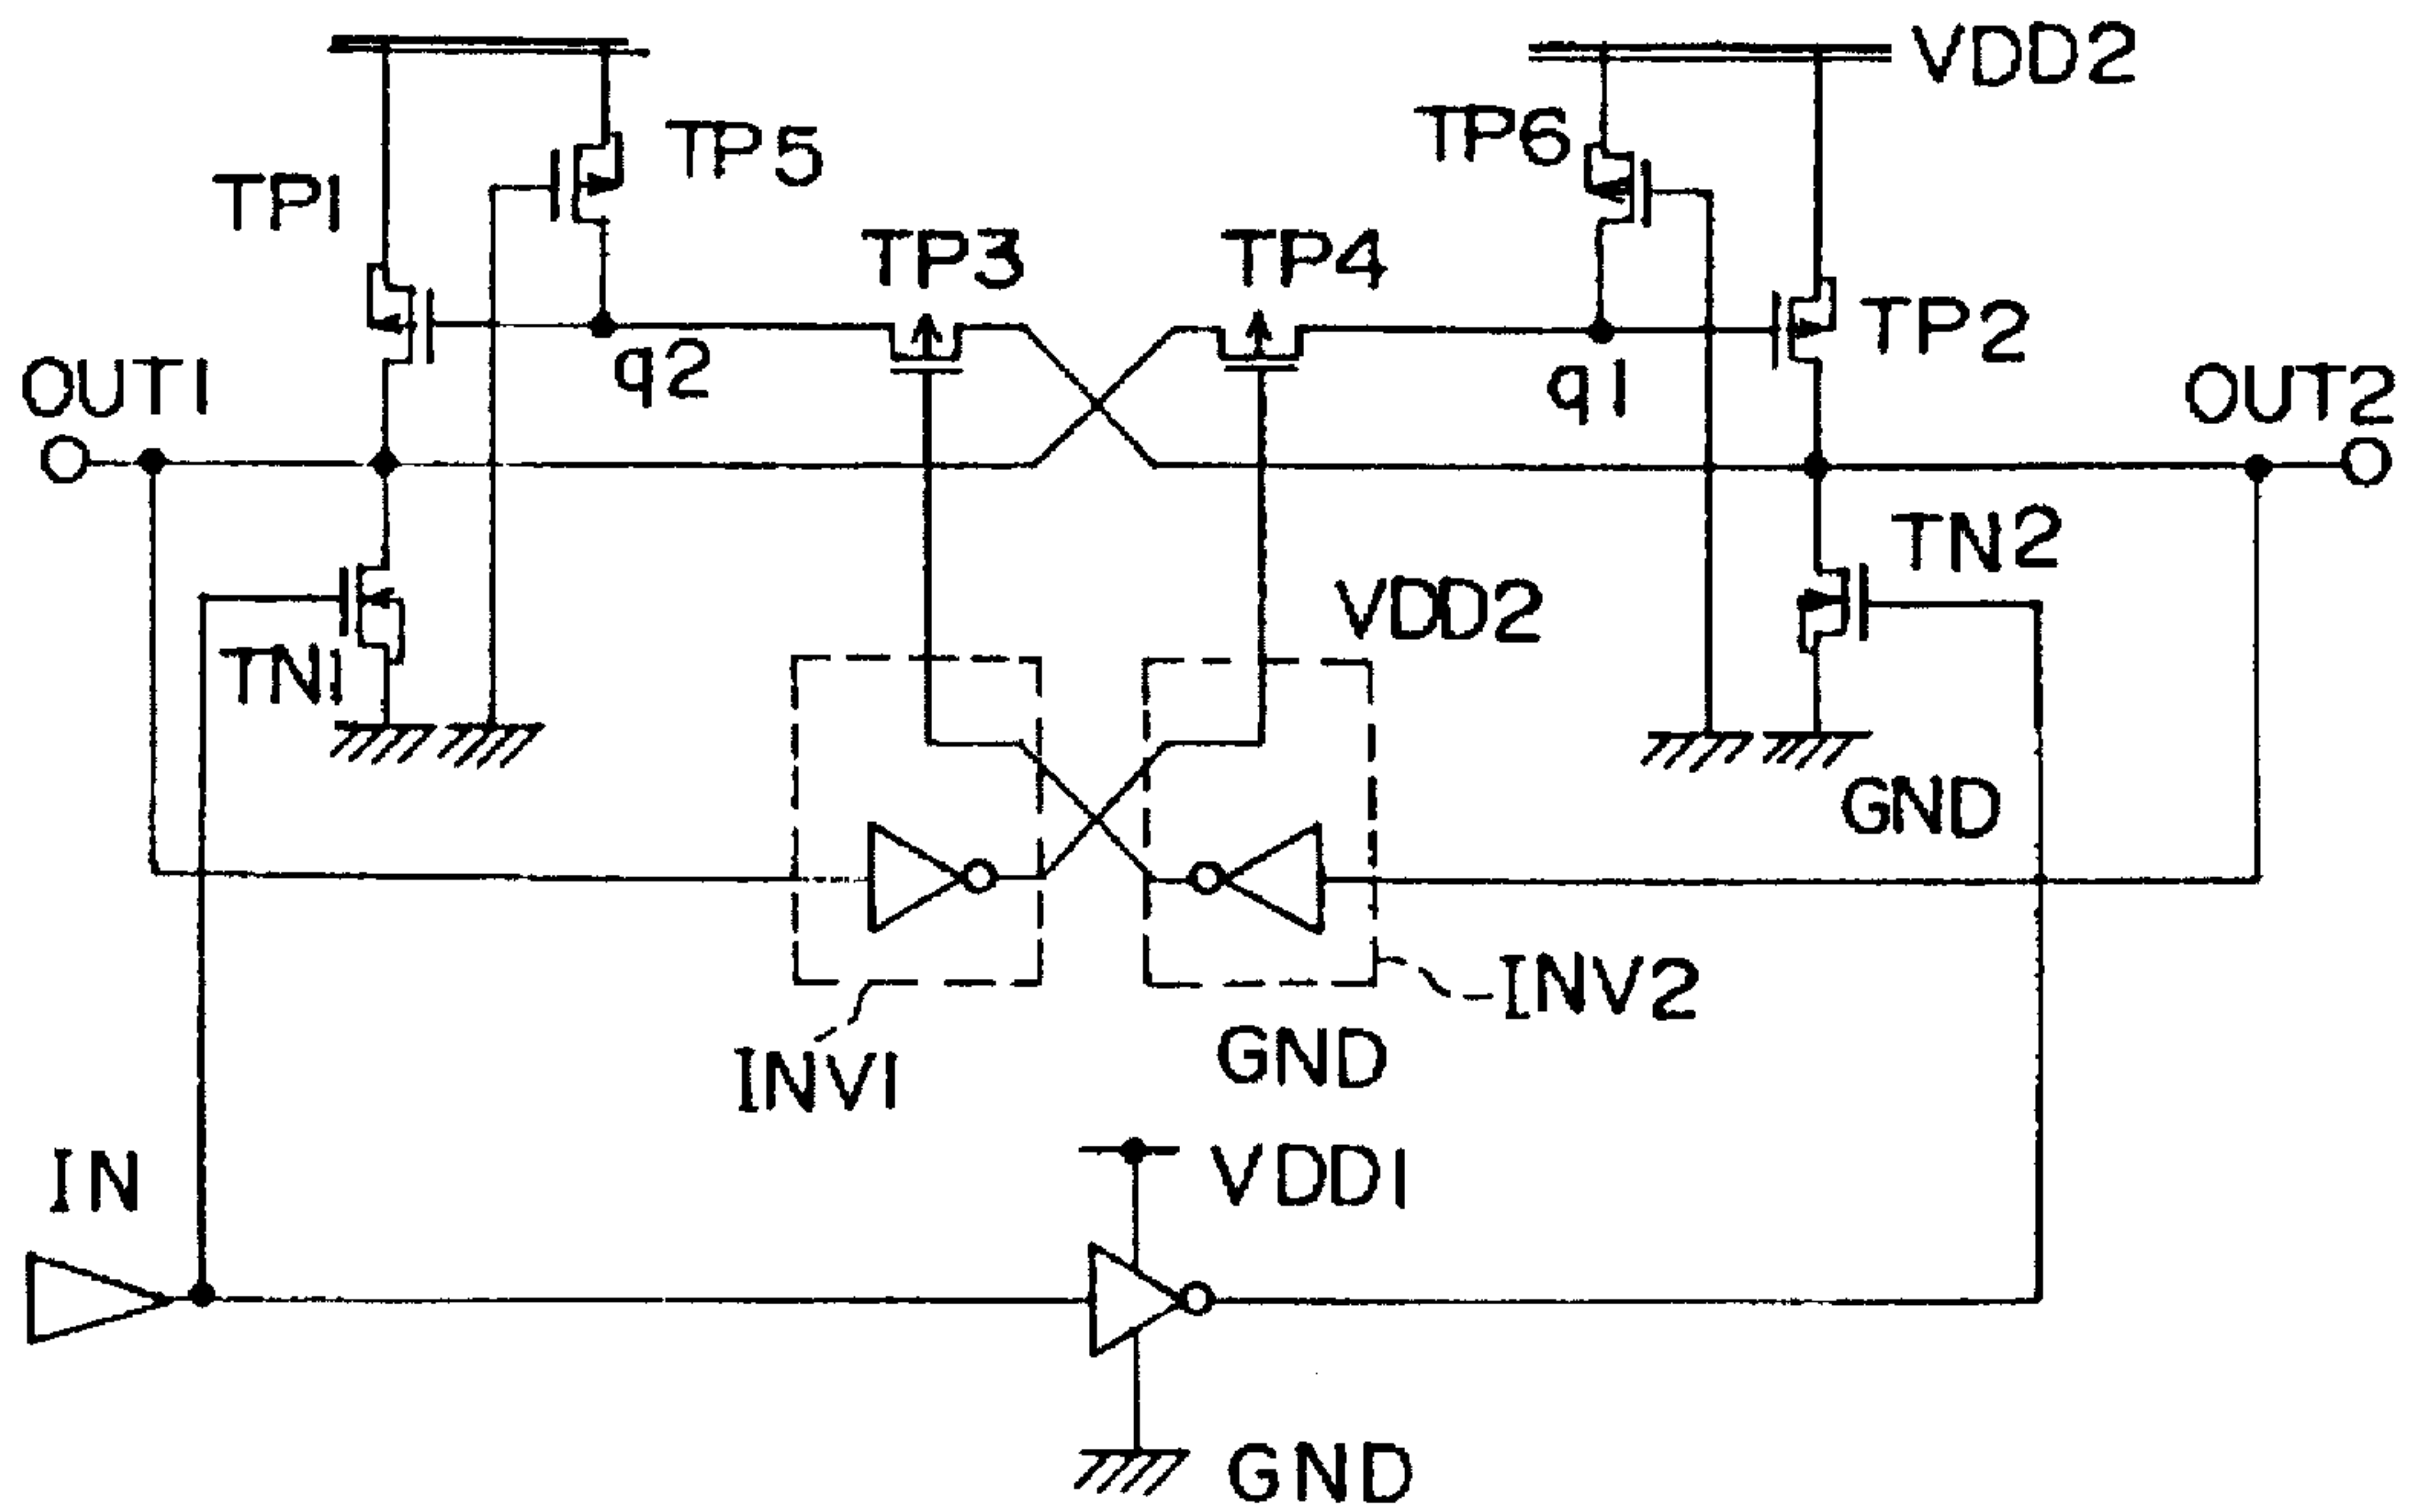 VDD2
TP6
TP5
TP1
TP3
TP4
TP2
q2
q1
OUT1
OUT2
TN2
VDD2
TN1
GND
INV2
GND
INV1
VDD1
IN
GND